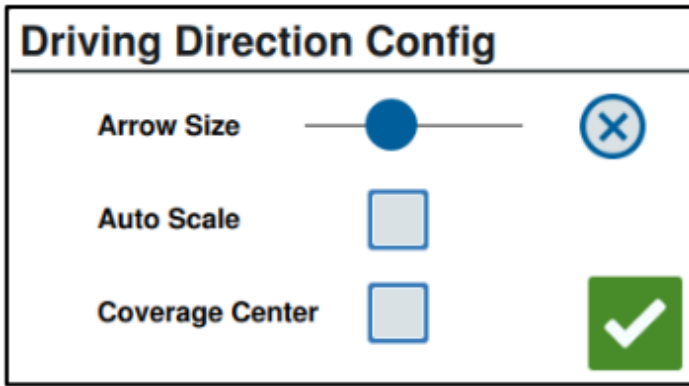 Driving Direction Config
Arrow Size
Auto Scale
Coverage Center